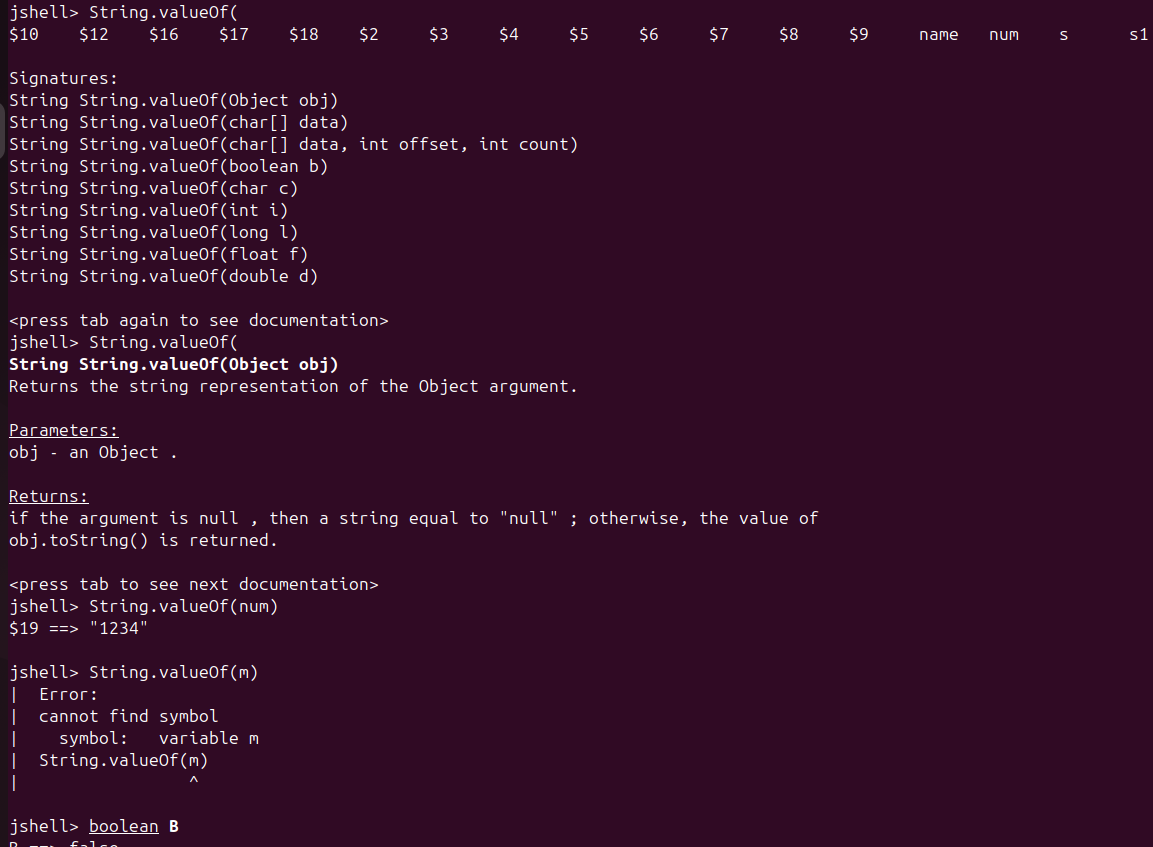 jshell> String.valueOf(
$10    $12    $16    $17    $18    $2     $3     $4     $5     $6     $7     $8     $9     name   num    s      s1
Signatures:
String String.valueOf(Object obj)
String String.valueOf(char[] data)
String String.valueOf(char[] data, int offset, int count)
String String.valueOf(boolean b)
String String.valueOf(char c)
String String.valueOf(int i)
String String.valueOf(long l)
String String.valueOf(float f)
String String.valueOf(double d)
<press tab again to see documentation>
jshell> String.valueOf(
String String.valueOf(Object obj)
Returns the string representation of the Object argument.
Parameters:
obj - an Object .
Returns:
if the argument is null , then a string equal to "null" ; otherwise, the value of
obj.toString() is returned.
<press tab to see next documentation>
jshell> String.valueOf(num)
$19 ==> "1234"
jshell> String.valueOf(m)
|  Error:
|  cannot find symbol
|    symbol:   variable m
|  String.valueOf(m)
|                 ^
jshell> boolean B
B ==> false